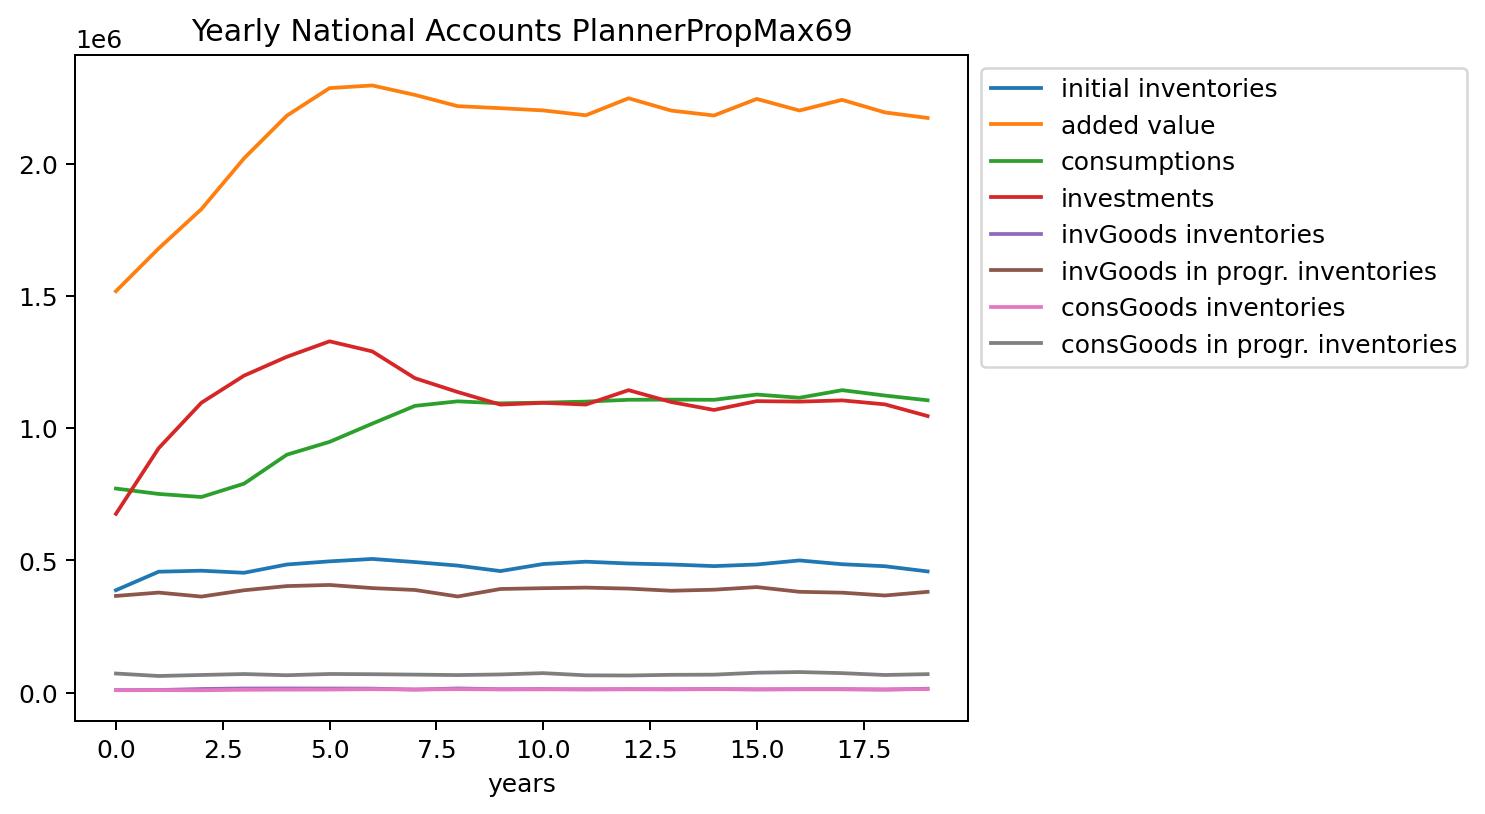 Yearly National Accounts PlannerPropMax69
1e6
2.0
1.5
1.0
0.5
0.0
0.0 2.5 5.0 7.5 10.0 12.5 15.0 17.5
years
initial inventories
added value
consumptions
investments
invGoods inventories
invGoods in progr. inventories
consGoods inventories
consGoods in progr. inventories